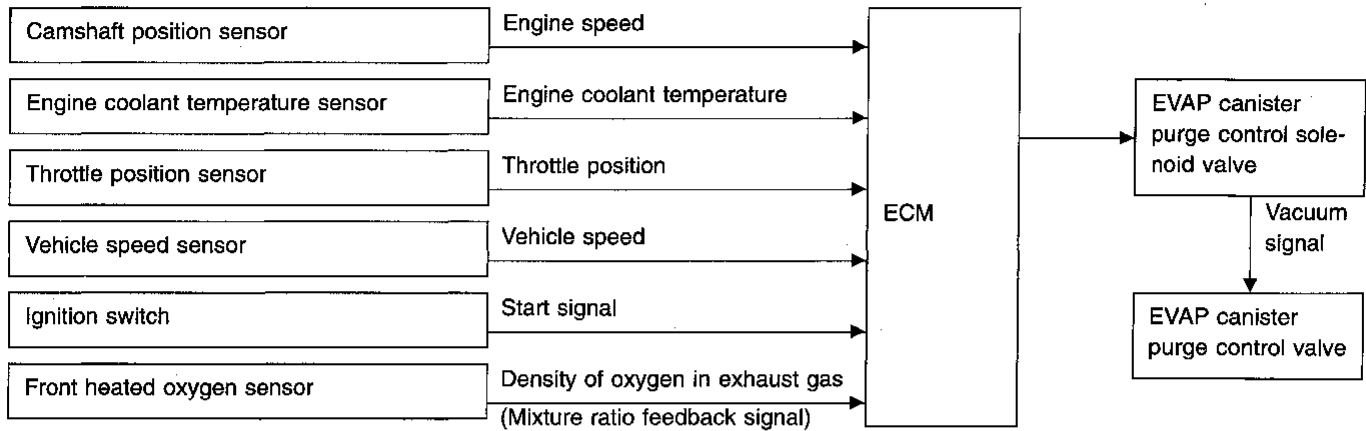 Camshaft position sensor
Engine speed
Engine coolant temperature sensor
Engine coolant temperature
Throttle position sensor
Throttle position
Vehicle speed sensor
Vehicle speed
Ignition switch
Start signal
Front heated oxygen sensor
Density of oxygen in exhaust gas
(Mixture ratio feedback signal)
ECM
EVAP canister
purge control sole-
noid valve
Vacuum
signal
EVAP canister
purge control valve